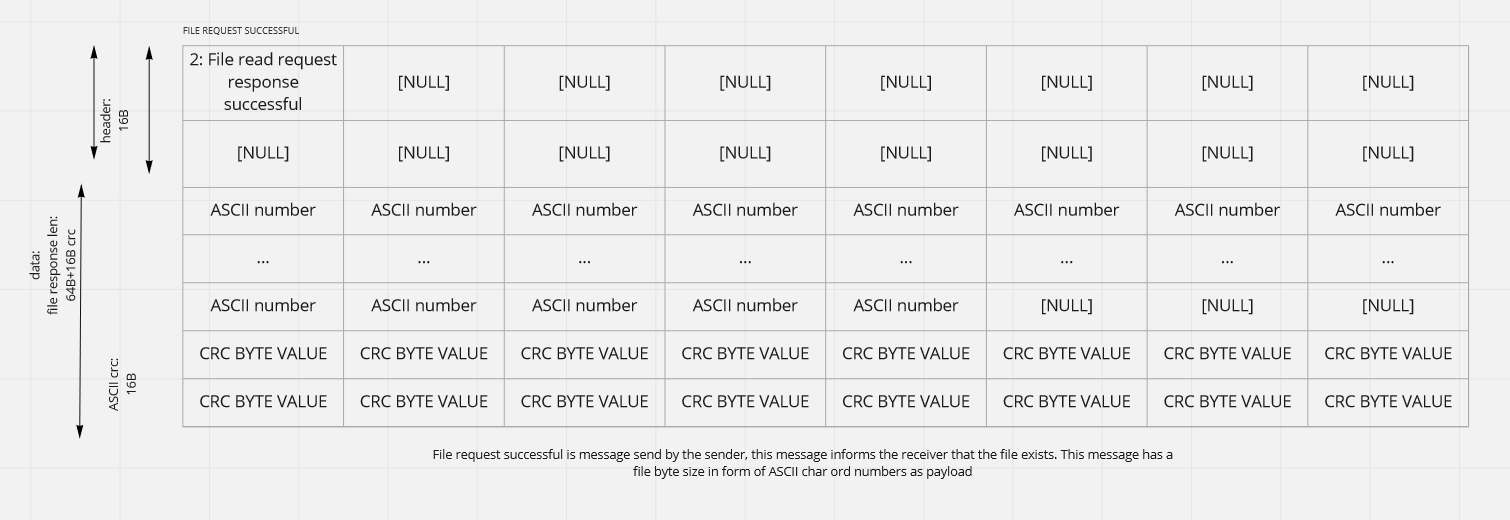 FILE REQUEST SUCCESSFUL
2: File read request
response
successful
[NULL] [NULL] [NULL] [NULL] [NULL] [NULL] [NULL]
header:
16B
[NULL] [NULL] [NULL] [NULL] [NULL] [NULL] [NULL] [NULL]
data:
file response len:
64B+16B crc
ASCII number ASCII number ASCII number ASCII number ASCII number ASCII number ASCII number ASCII number
... ... ... ... ... ... ... ...
ASCII number ASCII number ASCII number ASCII number ASCII number [NULL] [NULL] [NULL]
ASCII crc:
16B
CRC BYTE VALUE CRC BYTE VALUE CRC BYTE VALUE CRC BYTE VALUE CRC BYTE VALUE CRC BYTE VALUE CRC BYTE VALUE CRC BYTE VALUE
CRC BYTE VALUE CRC BYTE VALUE CRC BYTE VALUE CRC BYTE VALUE CRC BYTE VALUE CRC BYTE VALUE CRC BYTE VALUE CRC BYTE VALUE
File request successful is message send by the sender, this message informs the receiver that the file exists. This message has a
file byte size in form of ASCII char ord numbers as payload